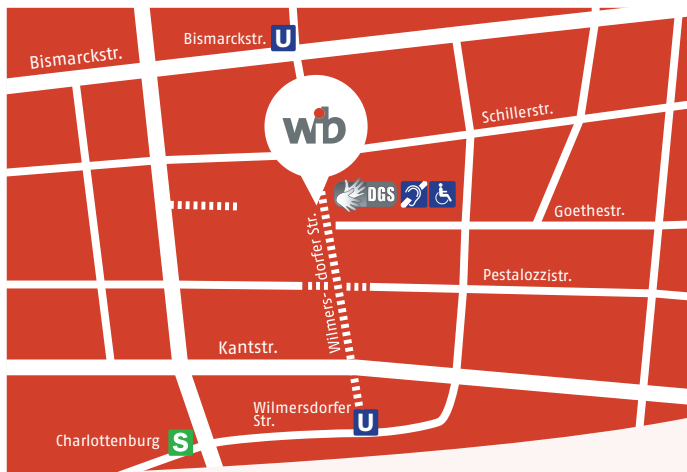 Bismarckstr.
U
Bismarckstr.
wb
Schillerstr.
DGS
Goethestr.
Wilmers- dorfer Str.
Pestalozzistr.
Kantstr.
Wilmersdorfer
Str.
U
Charlottenburg
S